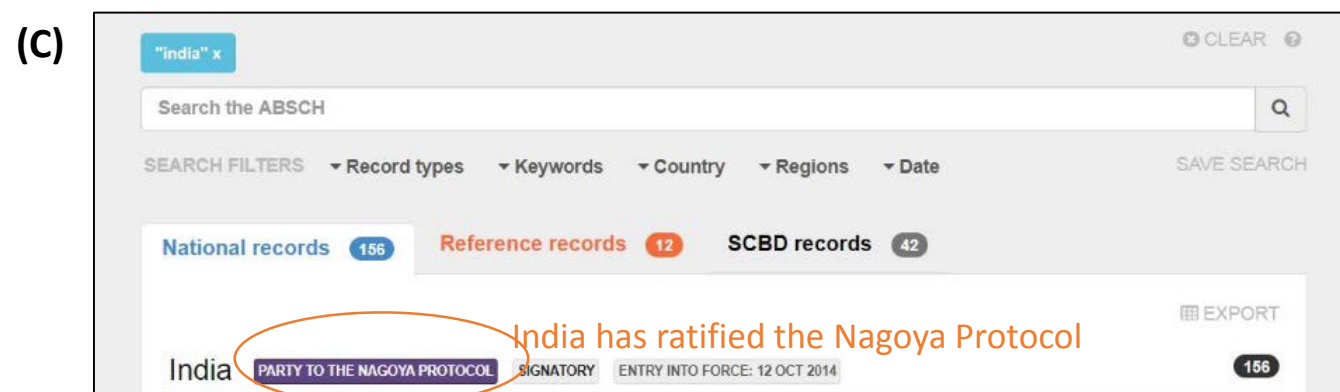 (C)
"india" x
CLEAR
Search the ABSCH
SEARCH FILTERS Record types Keywords Country Regions Date SAVE SEARCH
National records 156 Reference records 12 SCBD records 42
EXPORT
India has ratified the Nagoya Protocol
India PARTY TO THE NAGOYA PROTOCOL SIGNATORY ENTRY INTO FORCE: 12 OCT 2014 156